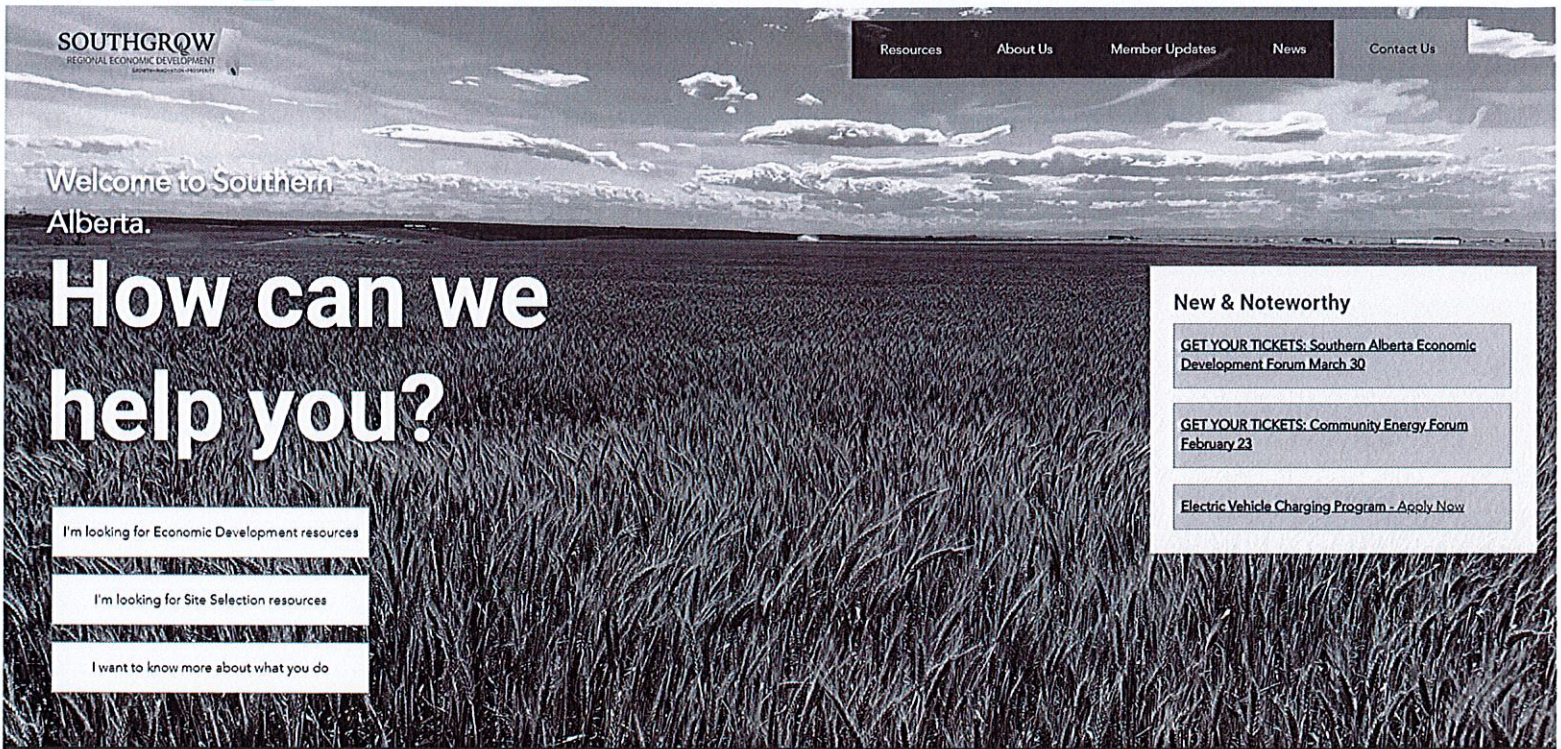 SOUTHGROW
REGIONAL ECONOMIC DEVELOPMENT
GROWTH•INNOVATION•PROSPERITY
Resources
About Us
Member Updates
News
Contact Us
Welcome to Southern
Alberta.
How can we
help you?
I'm looking for Economic Development resources
I'm looking for Site Selection resources
I want to know more about what you do
New & Noteworthy
GET YOUR TICKETS: Southern Alberta Economic
Development Forum March 30
GET YOUR TICKETS: Community Energy Forum
February 23
Electric Vehicle Charging Program - Apply Now